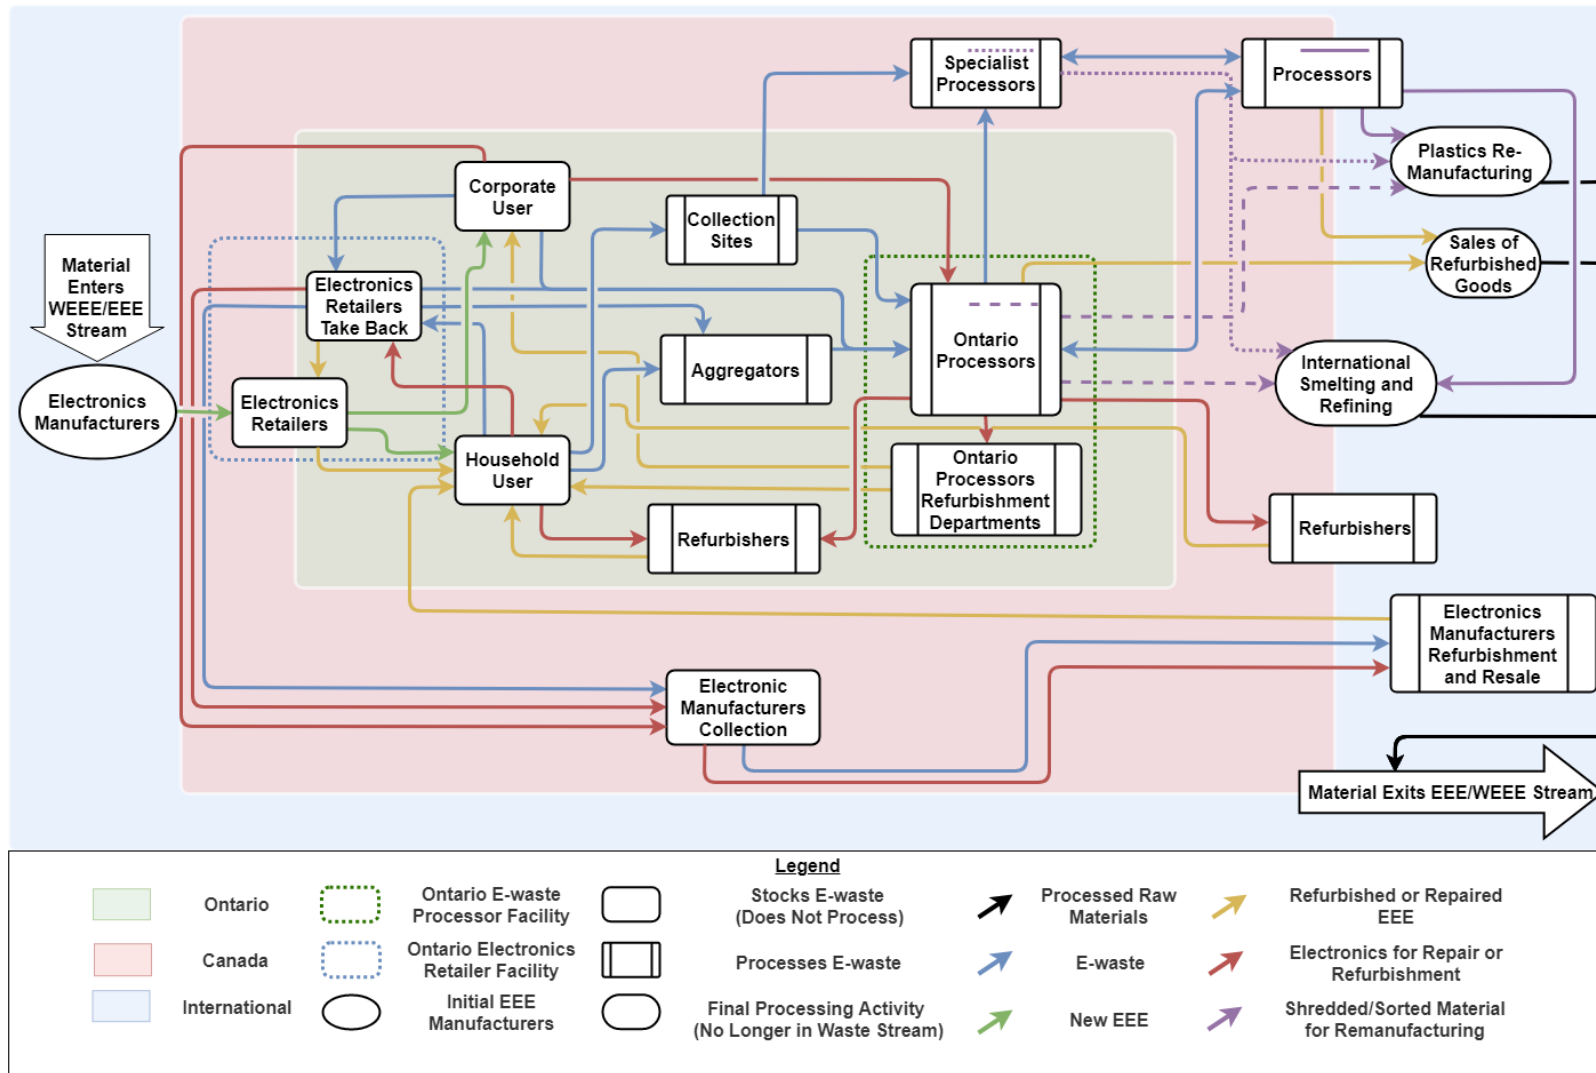 Specialist
Processors
Processors
Plastics Re-
Manufacturing
Corporate
User
Collection
Sites
Sales of
Refurbished
Goods
Material
Enters
WEEE/EEE
Stream
Electronics
Retailers
Take Back
Ontario
Processors
Aggregators
International
Smelting and
Refining
Electronics
Manufacturers
Electronics
Retailers
Household
User
Ontario
Processors
Refurbishment
Departments
Refurbishers
Refurbishers
Electronics
Manufacturers
Refurbishment
and Resale
Electronic
Manufacturers
Collection
Material Exits EEE/WEEE Stream
Legend
Ontario
Ontario E-waste
Processor Facility
Stocks E-waste
(Does Not Process)
Processed Raw
Materials
Refurbished or Repaired
EEE
Canada
Ontario Electronics
Retailer Facility
Processes E-waste
E-waste
Electronics for Repair or
Refurbishment
International
Initial EEE
Manufacturers
Final Processing Activity
(No Longer in Waste Stream)
New EEE
Shredded/Sorted Material
for Remanufacturing